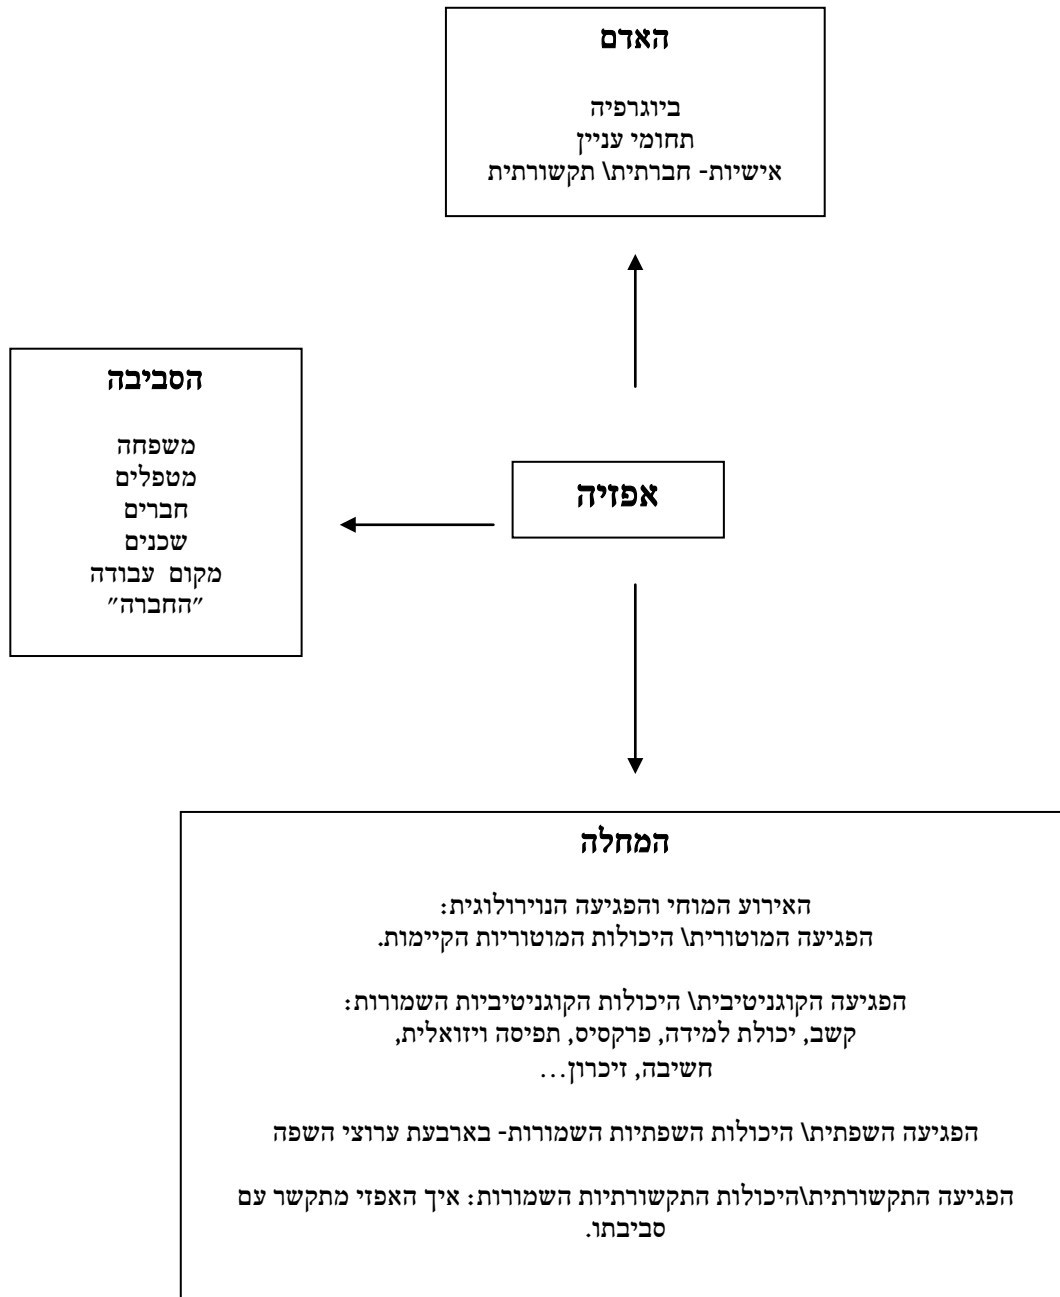 האדם
ביוגרפיה
תחומי עניין
אישיות- חברתית\ תקשורתית
הסביבה
משפחה
מטפלים
חברים
שכנים
מקום עבודה
"החברה"
אפזיה
המחלה
האירוע המוחי והפגיעה הנוירולוגית:
הפגיעה המוטורית\ היכולות המוטוריות הקיימות.
הפגיעה הקוגניטיבית\ היכולות הקוגניטיביות השמורות:
קשב, יכולת למידה, פרקסיס, תפיסה ויזואלית,
חשיבה, זיכרון...
הפגיעה השפתית\ היכולות השפתיות השמורות- בארבעת ערוצי השפה
הפגיעה התקשורתית\היכולות התקשורתיות השמורות: איך האפזי מתקשר עם
סביבתו.